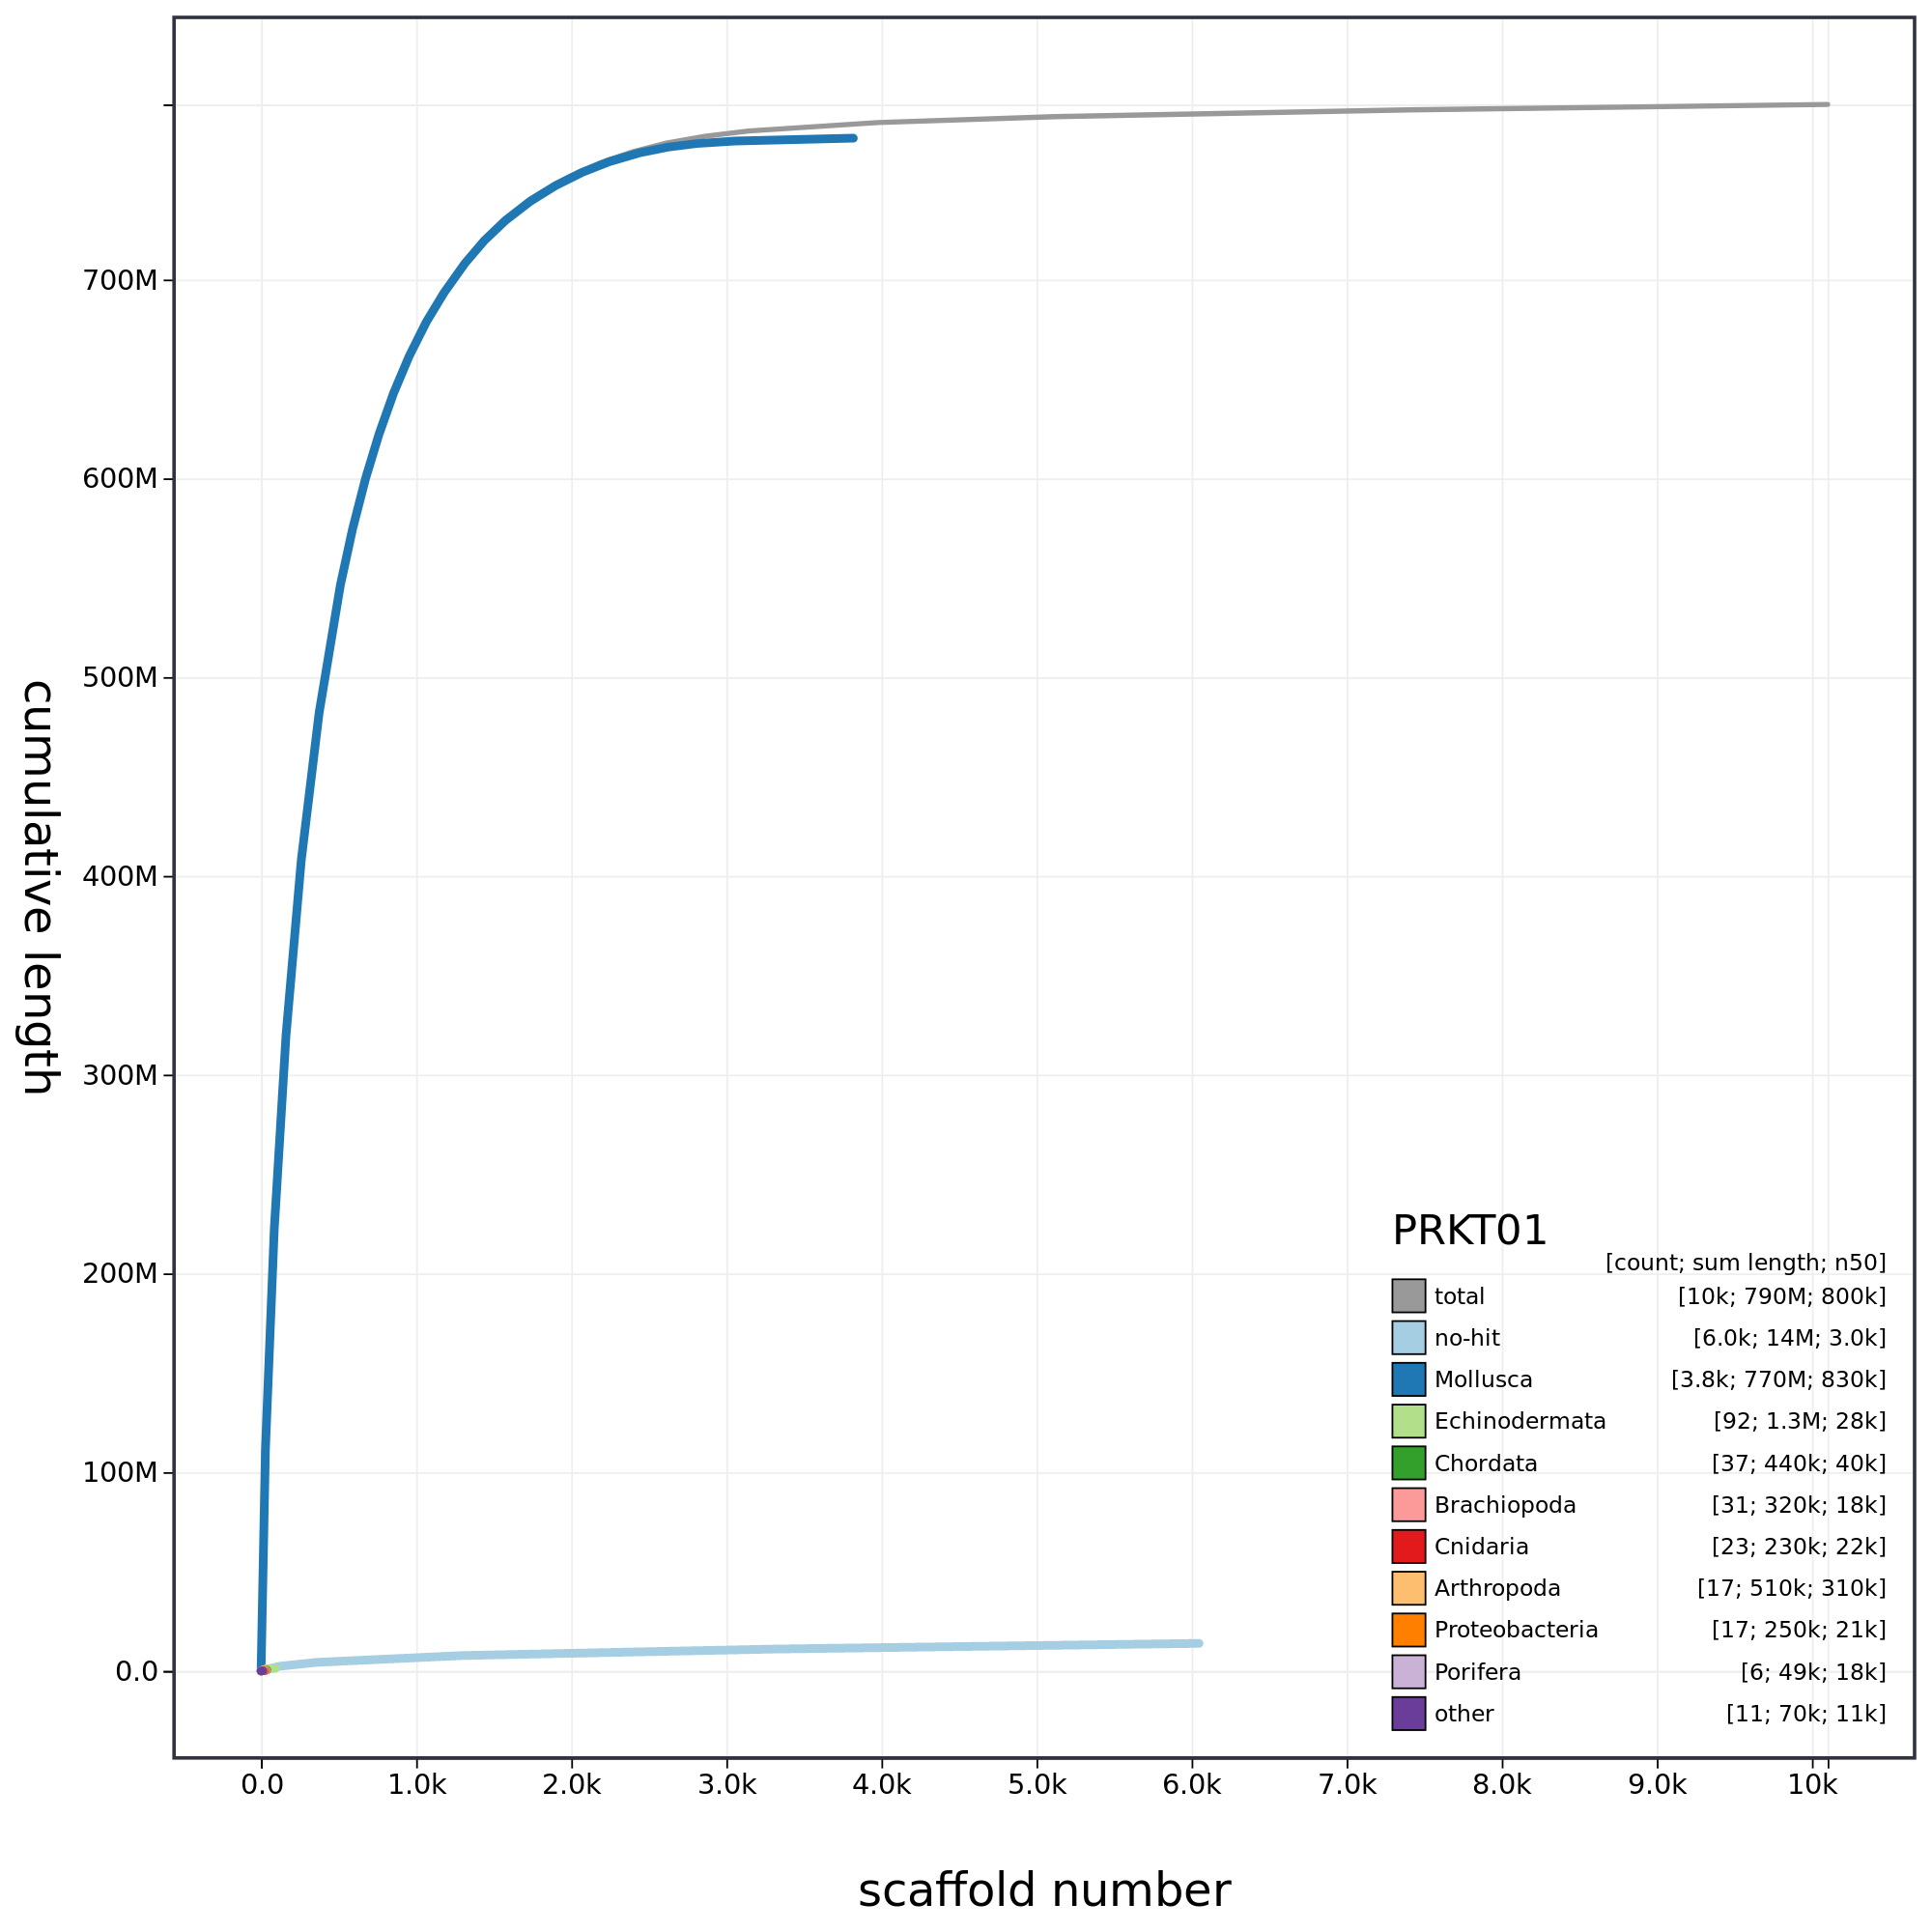 700M
600M
500M
400M
300M
200M
100M
0.0
cumulative length
PRKT01
[count; sum length; n50]
total [10k; 790M; 800k]
no-hit [6.0k; 14M; 3.0k]
Mollusca [3.8k; 770M; 830k]
Echinodermata [92; 1.3M; 28k]
Chordata [37; 440k; 40k]
Brachiopoda [31; 320k; 18k]
Cnidaria [23; 230k; 22k]
Arthropoda [17; 510k; 310k]
Proteobacteria [17; 250k; 21k]
Porifera [6; 49k; 18k]
other [11; 70k; 11k]
0.0 1.0k 2.0k 3.0k 4.0k 5.0k 6.0k 7.0k 8.0k 9.0k 10k
scaffold number